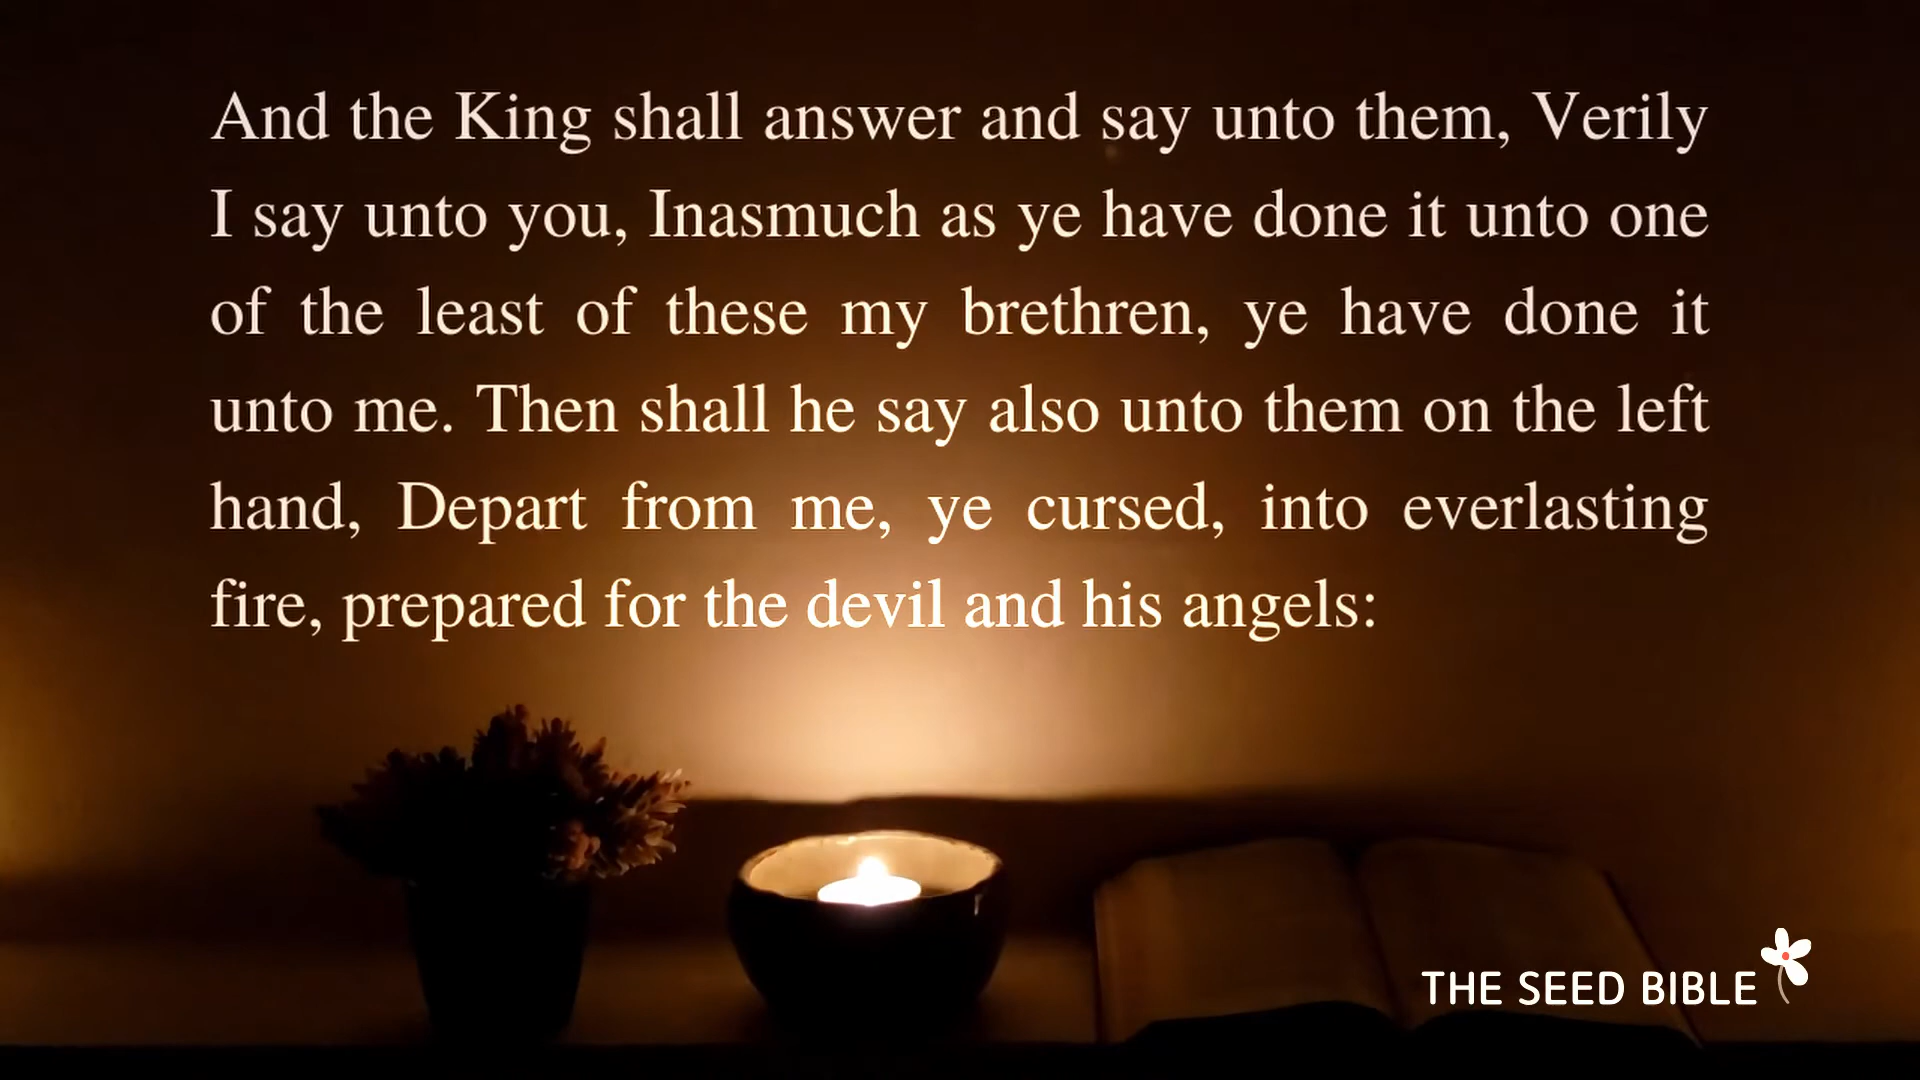 And the King shall answer and say unto them, Verily
I say unto you, Inasmuch as ye have done it unto one
of the least of these my brethren, ye have done it
unto me. Then shall he say also unto them on the left
hand, Depart from me, ye cursed, into everlasting
fire, prepared for the devil and his angels:
THE SEED BIBLE